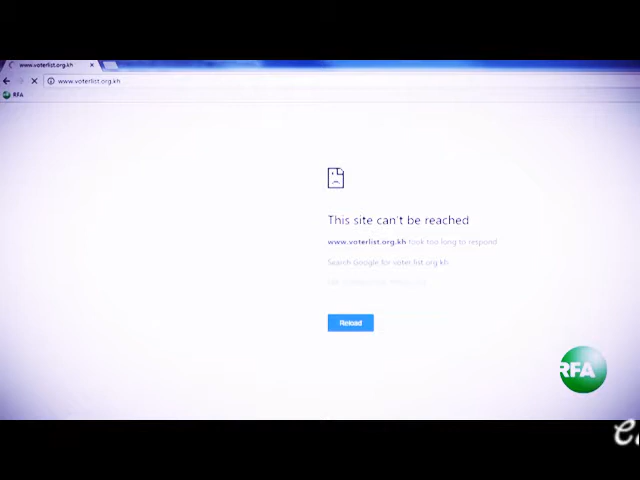 www.voterlist.org.kh
www.voterlist.org.kh
RFA
This site can't be reached
www.voterlist.org.kh took too long to respond
Search Google for voter list org kh
Reload
RFA